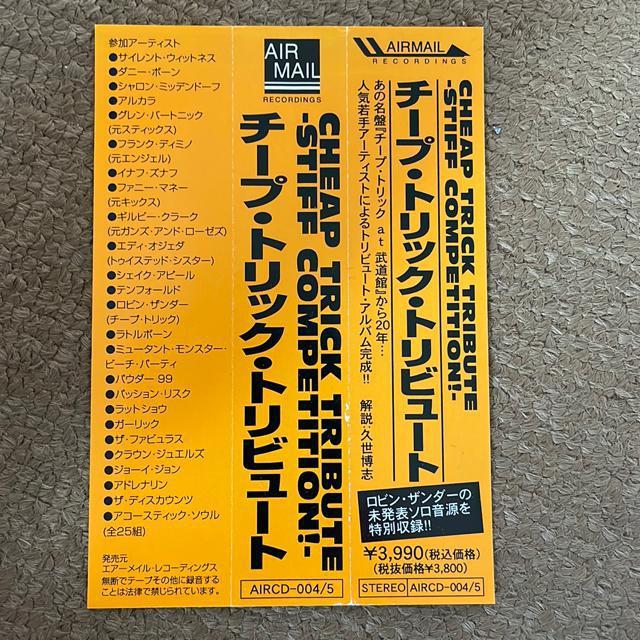 参加アーティスト
●サイレント・ウィットネス
●ダニー・ボーン
●シャロン・ミッデンドーフ
●アルカラ
●グレン・バートニック
(元スティックス)
●フランク・ディミノ
(元エンジェル)
●イナフ・ズナフ
●ファニー・マネー
(元キックス)
●ギルビー・クラーク
(元ガンズ・アンド・ローゼズ)
●エディ・オジェダ
(トゥイステッド・シスター)
●シェイク・アピール
●テンフォールド
●ロビン・ザンダー
(チープ・トリック)
●ラトルボーン
●ミュータント・モンスター・
ビーチ・パーティ
●パウダー 99
●パッション・リスク
●ラットショウ
●ガーリック
●ザ・ファビュラス
●クラウン・ジュエルズ
●ジョーイ・ジョン
●アドレナリン
●ザ・ディスカウンツ
●アコースティック・ソウル
(全25組)
発売元
エアーメイル・レコーディングス
無断でテープその他に録音する
ことは法律で禁じられています。
AIR
MAIL
RECORDINGS
CHEAP TRICK TRIBUTE
-STIFF COMPETITION!-
チープ・トリック・トリビュート
AIRCD-004/5
AIRMAIL
RECORDINGS
CHEAP TRICK TRIBUTE
-STIFF COMPETITION!-
チープ・トリック・トリビュート
あの名盤『チープ・トリック at 武道館』から20年…
人気若手アーティストによるトリビュート・アルバム完成!!
解説:久世博志
ロビン・ザンダーの
未発表ソロ音源を
特別収録!!
¥3,990(税込価格)
(税抜価格¥3,800)
STEREO AIRCD-004/5